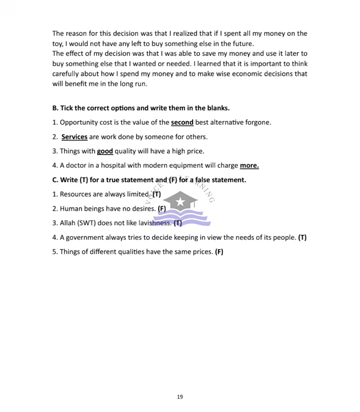 The reason for this decision was that I realized that if I spent all my money on the
toy, I would not have any left to buy something else in the future.
The effect of my decision was that I was able to save my money and use it later to
buy something else that I wanted or needed. I learned that it is important to think
carefully about how I spend my money and to make wise economic decisions that
will benefit me in the long run.
B. Tick the correct options and write them in the blanks.
1. Opportunity cost is the value of the second best alternative forgone.
2. Services are work done by someone for others.
3. Things with good quality will have a high price.
4. A doctor in a hospital with modern equipment will charge more.
C. Write (T) for a true statement and (F) for a false statement.
1. Resources are always limited. (T)
2. Human beings have no desires. (F)
3. Allah (SWT) does not like lavishness. (T)
4. A government always tries to decide keeping in view the needs of its people. (T)
5. Things of different qualities have the same prices. (F)
19